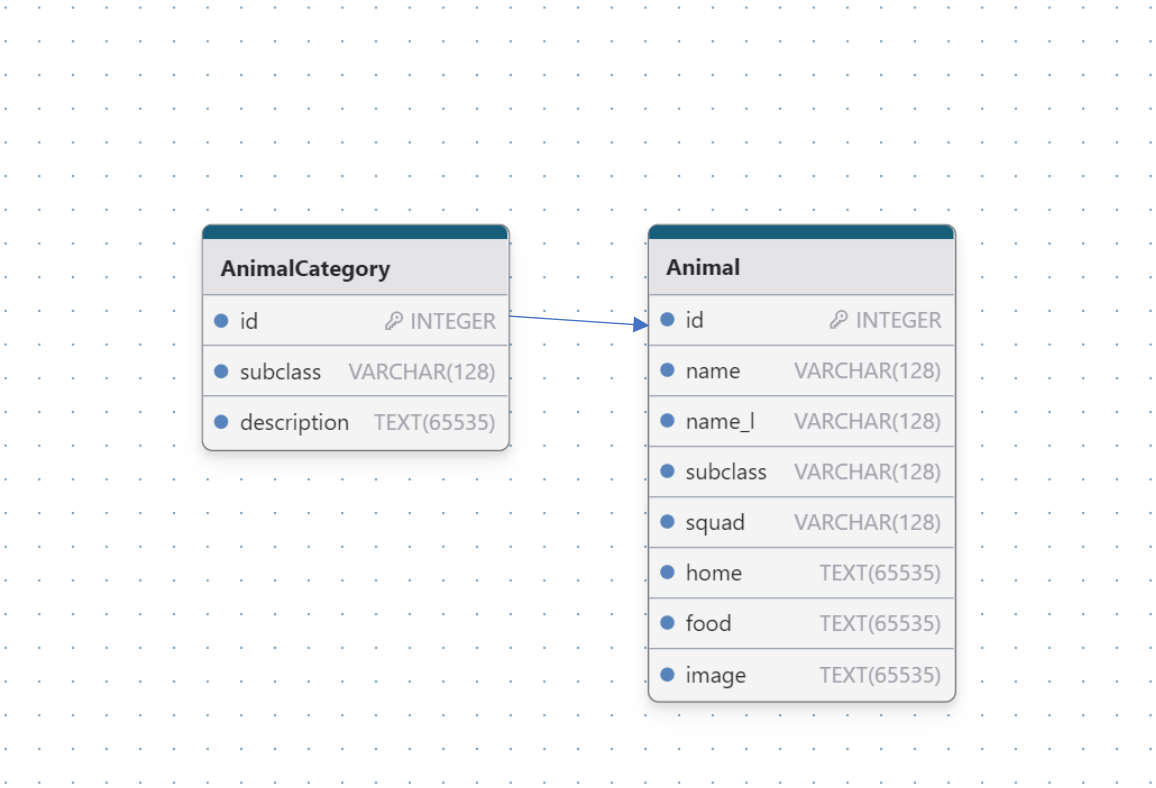 AnimalCategory
id INTEGER
subclass VARCHAR(128)
description TEXT(65535)
Animal
id INTEGER
name VARCHAR(128)
name_l VARCHAR(128)
subclass VARCHAR(128)
squad VARCHAR(128)
home TEXT(65535)
food TEXT(65535)
image TEXT(65535)